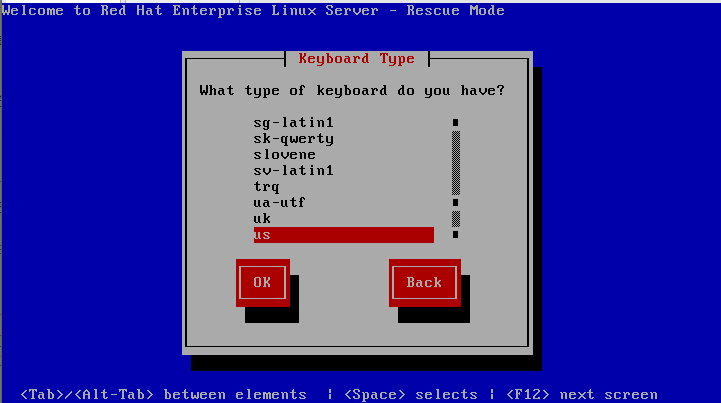 Welcome to Red Hat Enterprise Linux Server - Rescue Mode
Keyboard Type
What type of keyboard do you have?
sg-latin1
sk-qwerty
slovene
sv-latin1
trq
ua-utf
uk
us
OK Back
<Tab>/<Alt-Tab> between elements | <Space> selects | <F12> next screen